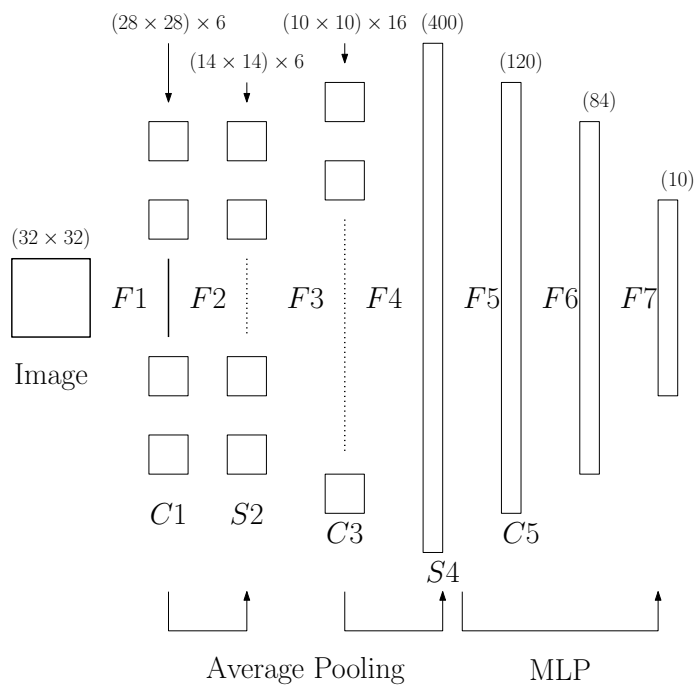 (28 × 28) × 6
(10 × 10) × 16
(400)
(14 × 14) × 6
(120)
(84)
(10)
(32 × 32)
F1
F2
F3
F4
F5
F6
F7
Image
C1
S2
C3
C5
S4
Average Pooling
MLP